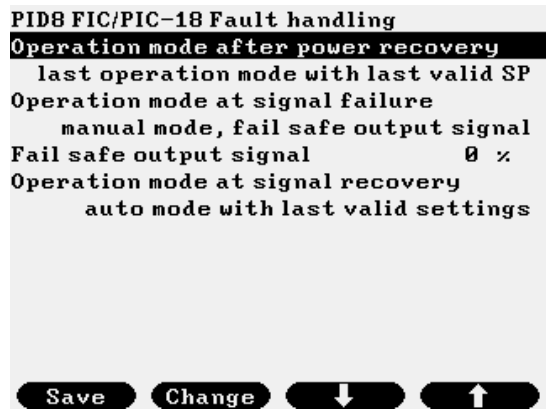 PID8 FIC/PIC-18 Fault handling
Operation mode after power recovery
last operation mode with last valid SP
Operation mode at signal failure
manual mode, fail safe output signal
Fail safe output signal 0 %
Operation mode at signal recovery
auto mode with last valid settings
Save Change ⬇ ⬆